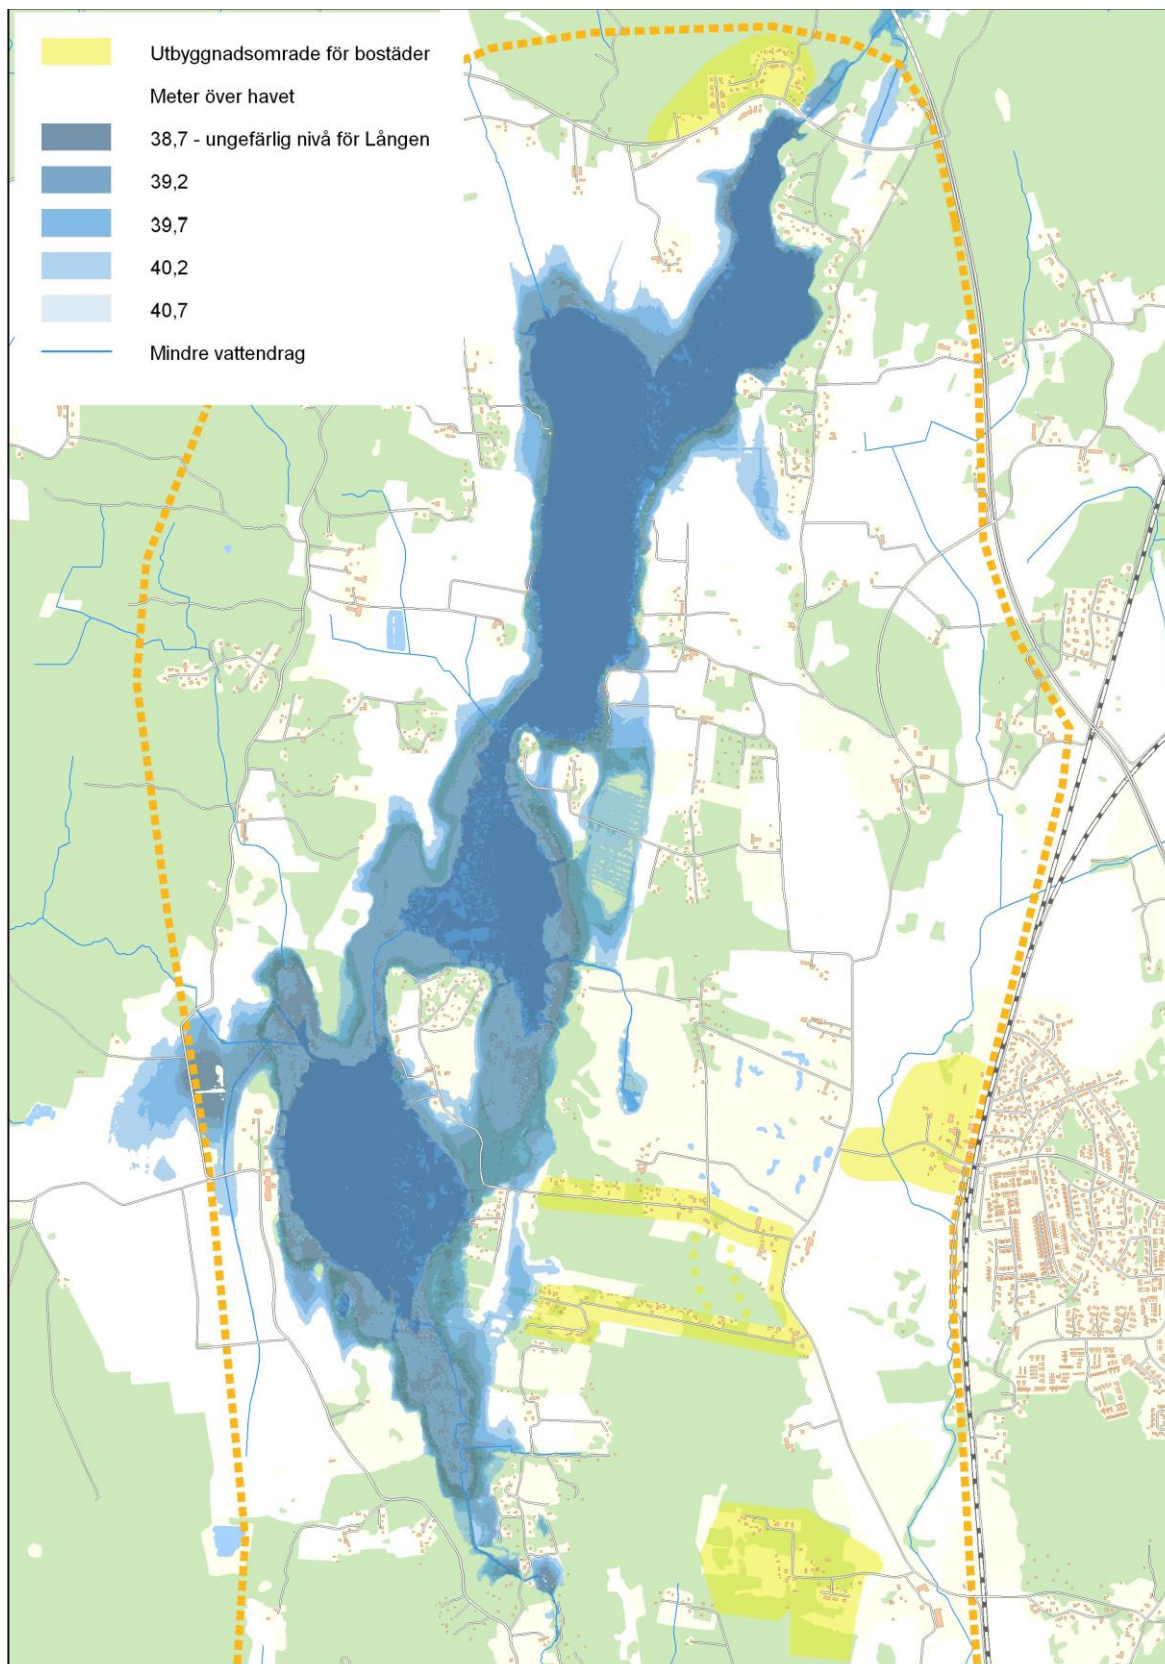 Utbyggnadsomrade för bostäder
Meter över havet
38,7 - ungefärlig nivå för Lången
39,2
39,7
40,2
40,7
Mindre vattendrag